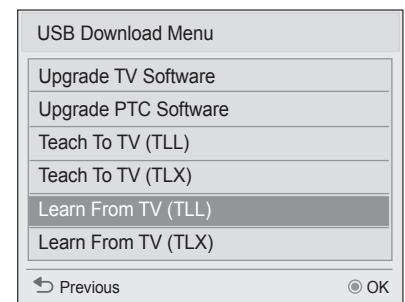 USB Download Menu
Upgrade TV Software
Upgrade PTC Software
Teach To TV (TLL)
Teach To TV (TLX)
Learn From TV (TLL)
Learn From TV (TLX)
Previous OK